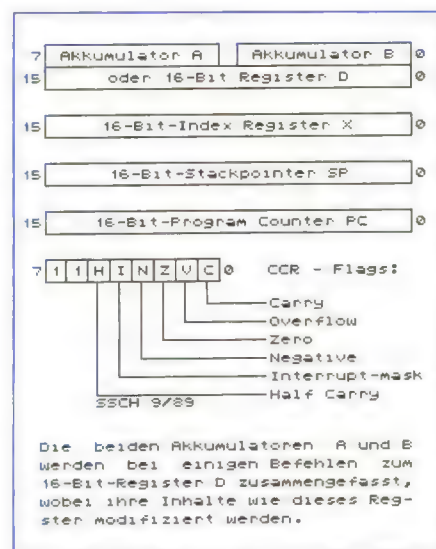 7 Akkumulator A Akkumulator B 0
15 oder 16-Bit Register D 0
15 16-Bit-Index Register X 0
15 16-Bit-Stackpointer SP 0
15 16-Bit-Program Counter PC 0
7 1 1 H I N Z V C 0 CCR - Flags:
Carry
Overflow
Zero
Negative
Interrupt-mask
Half Carry
SSCH 9/89
Die beiden Akkumulatoren A und B
werden bei einigen Befehlen zum
16-Bit-Register D zusammengefasst,
wobei ihre Inhalte wie dieses Reg-
ster modifiziert werden.